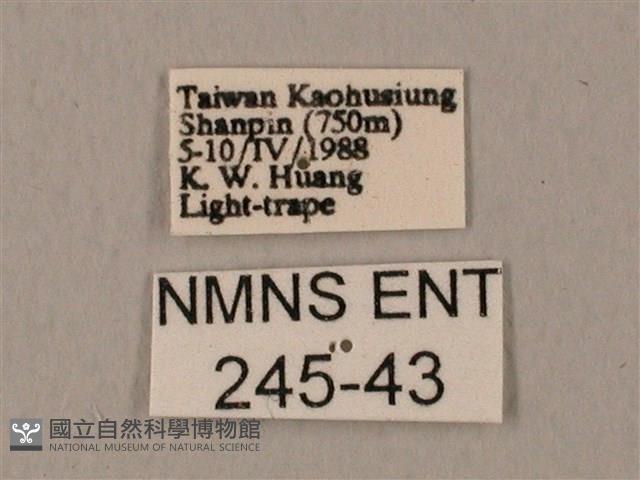 Taiwan Kaohusiung
Shanpin (750m)
5-10/IV/1988
K. W. Huang
Light-trape
NMNS ENT
245-43
國立自然科學博物館
NATIONAL MUSEUM OF NATURAL SCIENCE